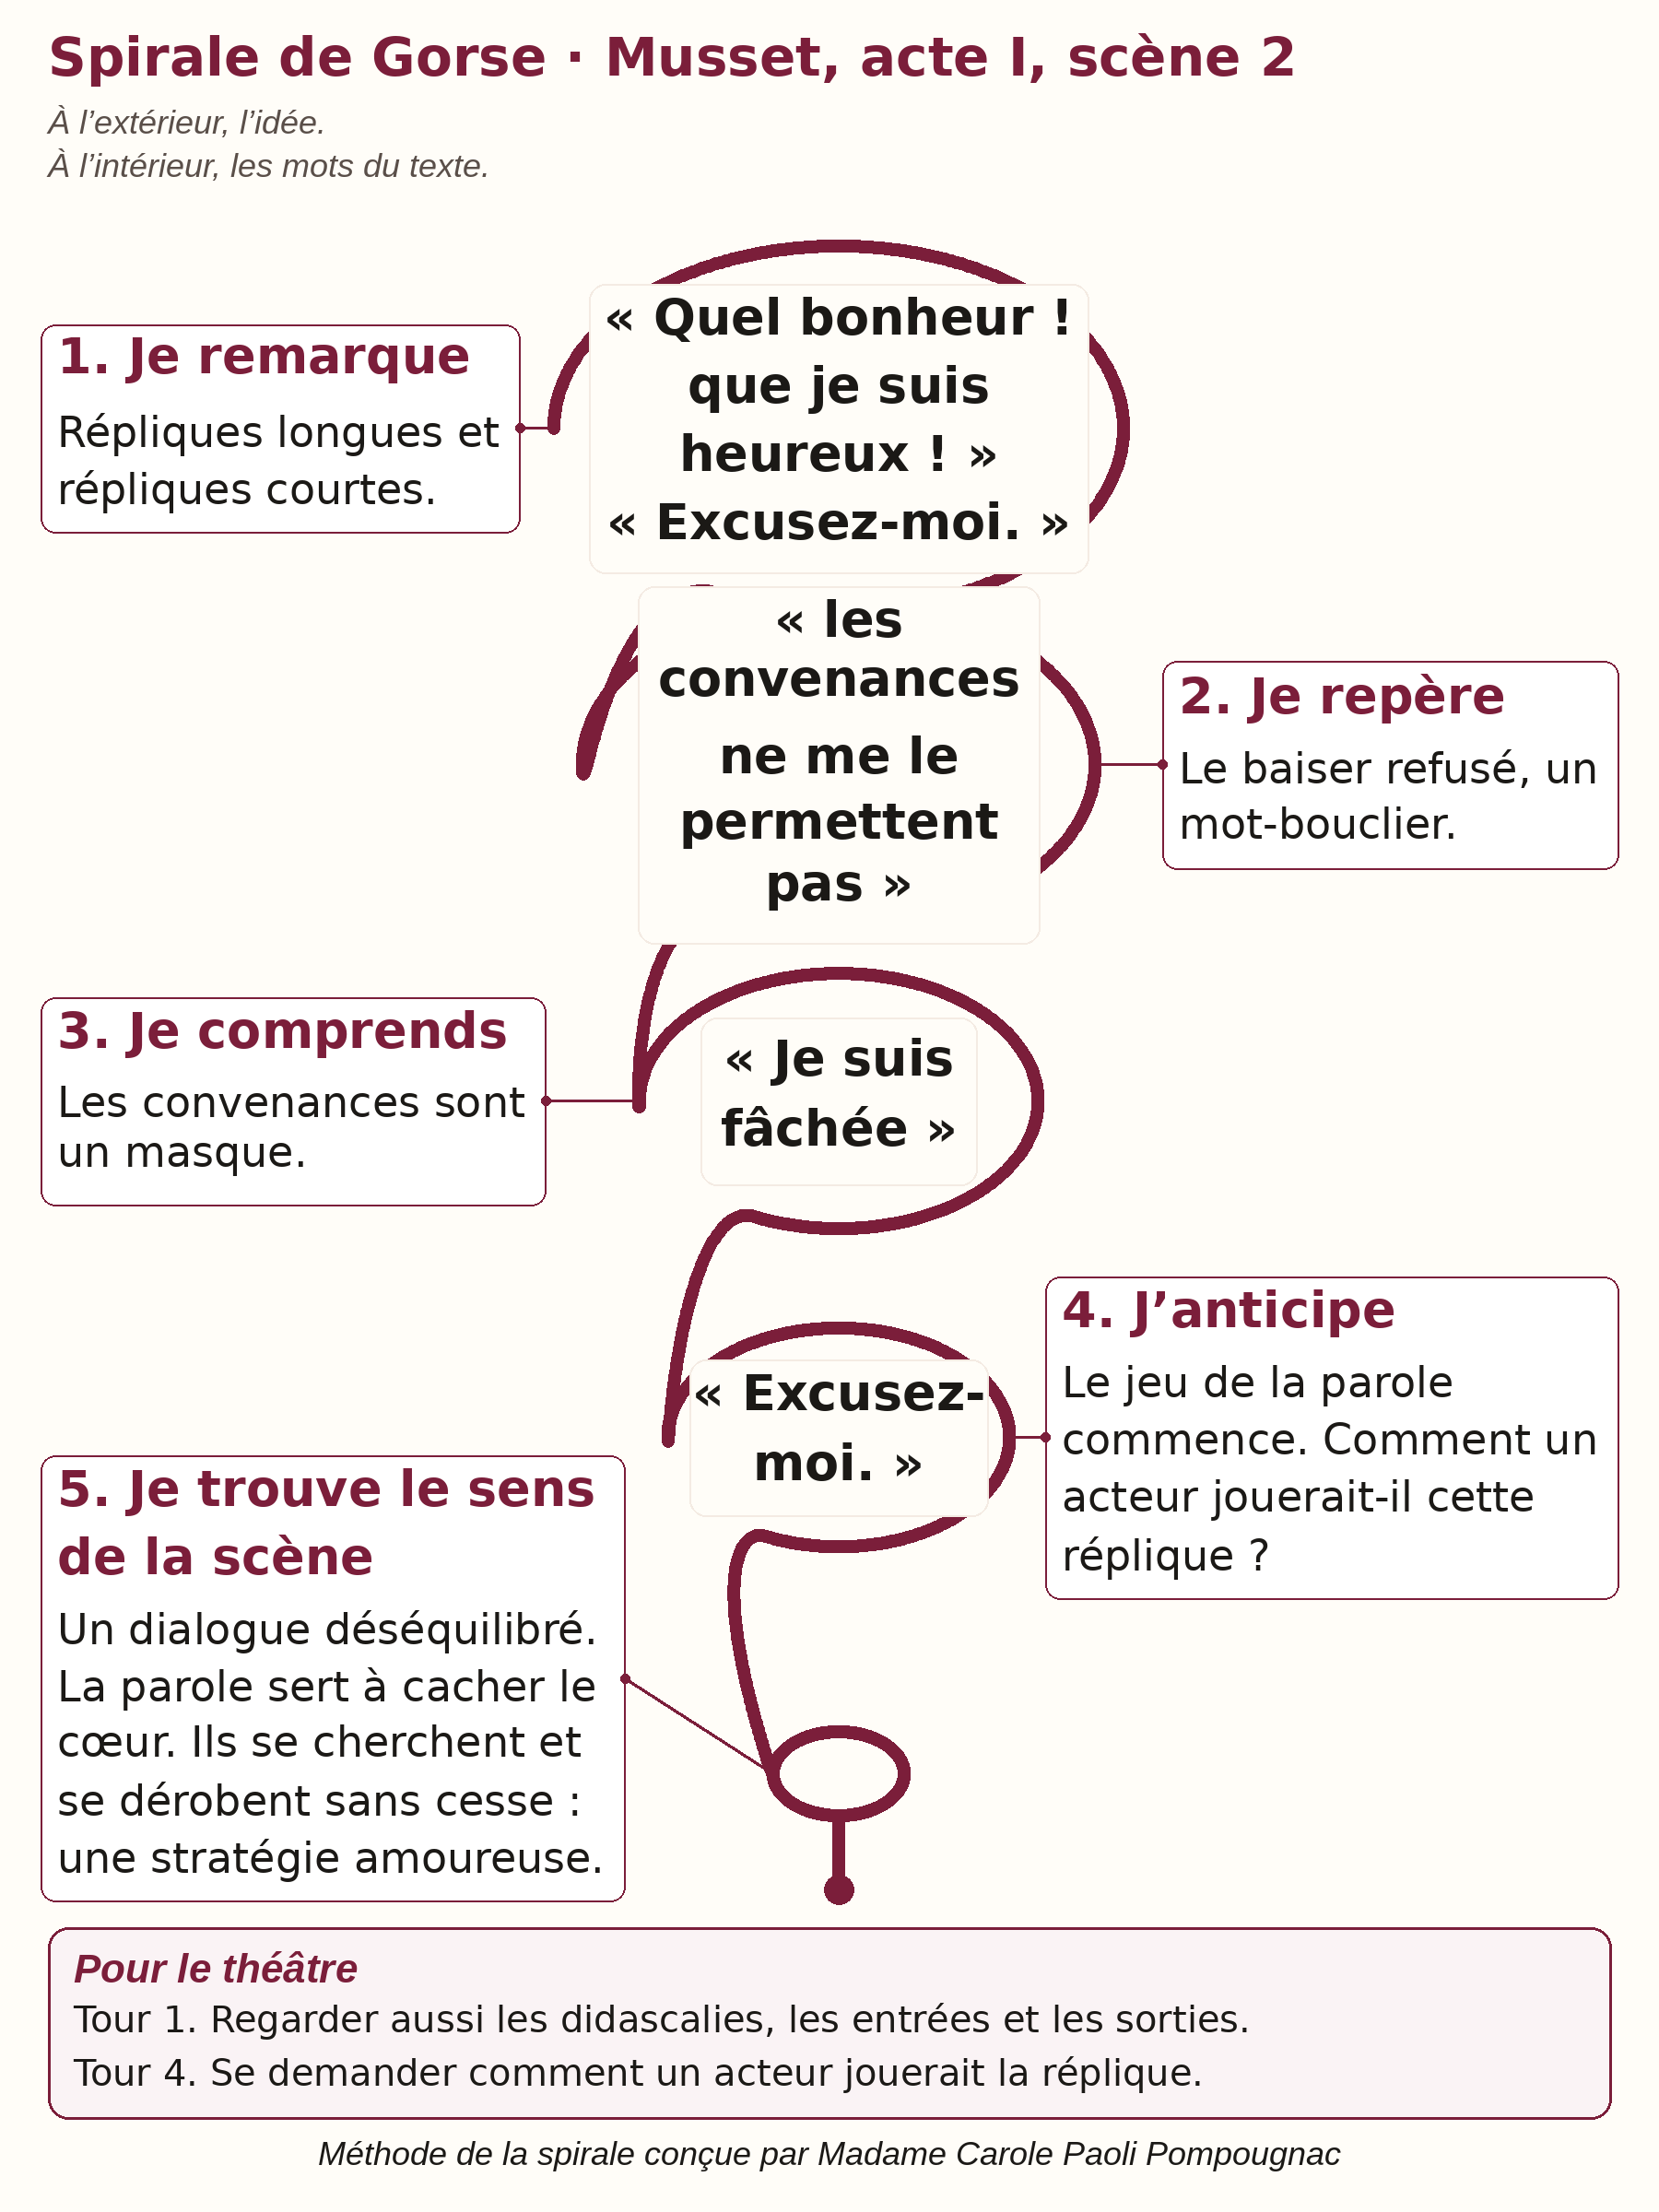 Spirale de Gorse · Musset, acte I, scène 2
À l’extérieur, l’idée.
À l’intérieur, les mots du texte.
1. Je remarque
Répliques longues et
répliques courtes.
« Quel bonheur !
que je suis
heureux ! »
« Excusez-moi. »
« les
convenances
ne me le
permettent
pas »
2. Je repère
Le baiser refusé, un
mot-bouclier.
3. Je comprends
Les convenances sont
un masque.
« Je suis
fâchée »
« Excusez-
moi. »
4. J’anticipe
Le jeu de la parole
commence. Comment un
acteur jouerait-il cette
réplique ?
5. Je trouve le sens
de la scène
Un dialogue déséquilibré.
La parole sert à cacher le
cœur. Ils se cherchent et
se dérobent sans cesse :
une stratégie amoureuse.
Pour le théâtre
Tour 1. Regarder aussi les didascalies, les entrées et les sorties.
Tour 4. Se demander comment un acteur jouerait la réplique.
Méthode de la spirale conçue par Madame Carole Paoli Pompougnac